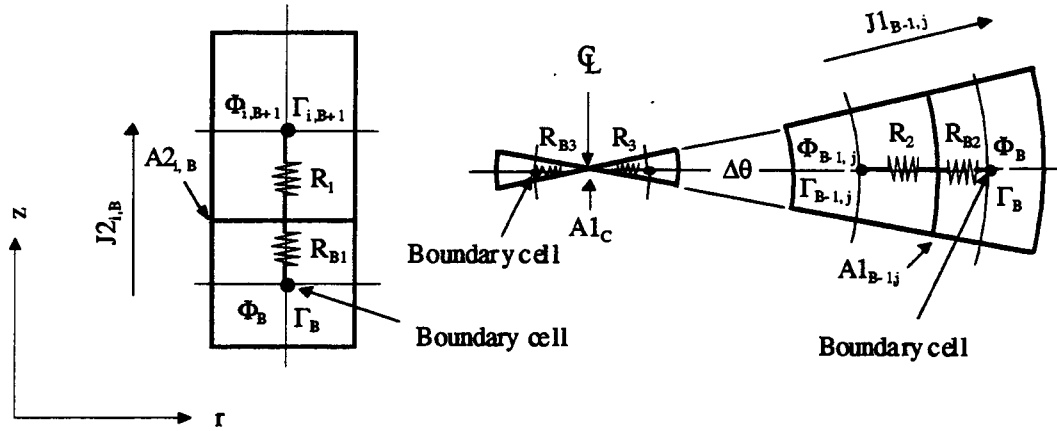 Φi,B+1 Γi,B+1
A2i,B
R1
J2i,B
z
RB1
ΦB ΓB
Boundary cell
r
CL
RB3 R3
A1C
Boundary cell
Δθ
J1B-1,j
R2 RB2
ΦB-1,j ΦB
ΓB-1,j ΓB
A1B-1,j
Boundary cell